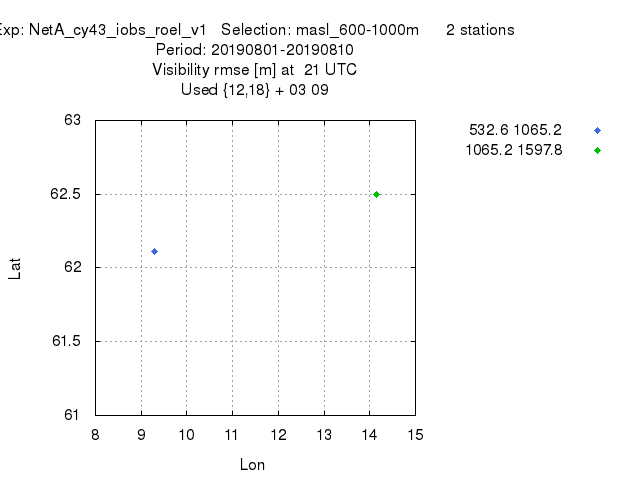 Exp: NetA_cy43_iobs_roel_v1 Selection: masl_600-1000m 2 stations
Period: 20190801-20190810
Visibility rmse [m] at 21 UTC
Used {12,18} + 03 09
532.6 1065.2
1065.2 1597.8
63
62.5
62
61.5
61
Lat
8 9 10 11 12 13 14 15
Lon